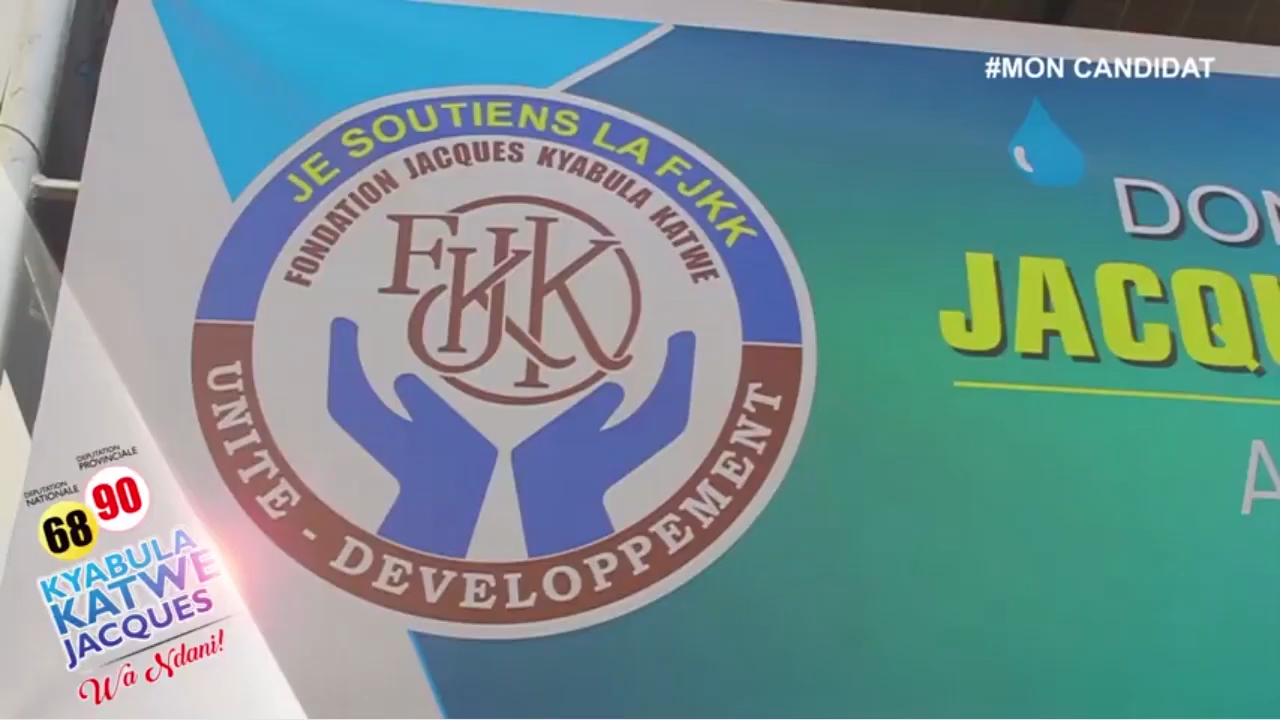 #MON CANDIDAT
JE SOUTIENS LA FJKK
FONDATION JACQUES KYABULA KATWE
FJKK
UNITE - DEVELOPPEMENT
JACQ
DEPUTATION
PROVINCIALE
90
DEPUTATION
NATIONALE
68
KYABULA
KATWE
JACQUES
Wa Ndani!